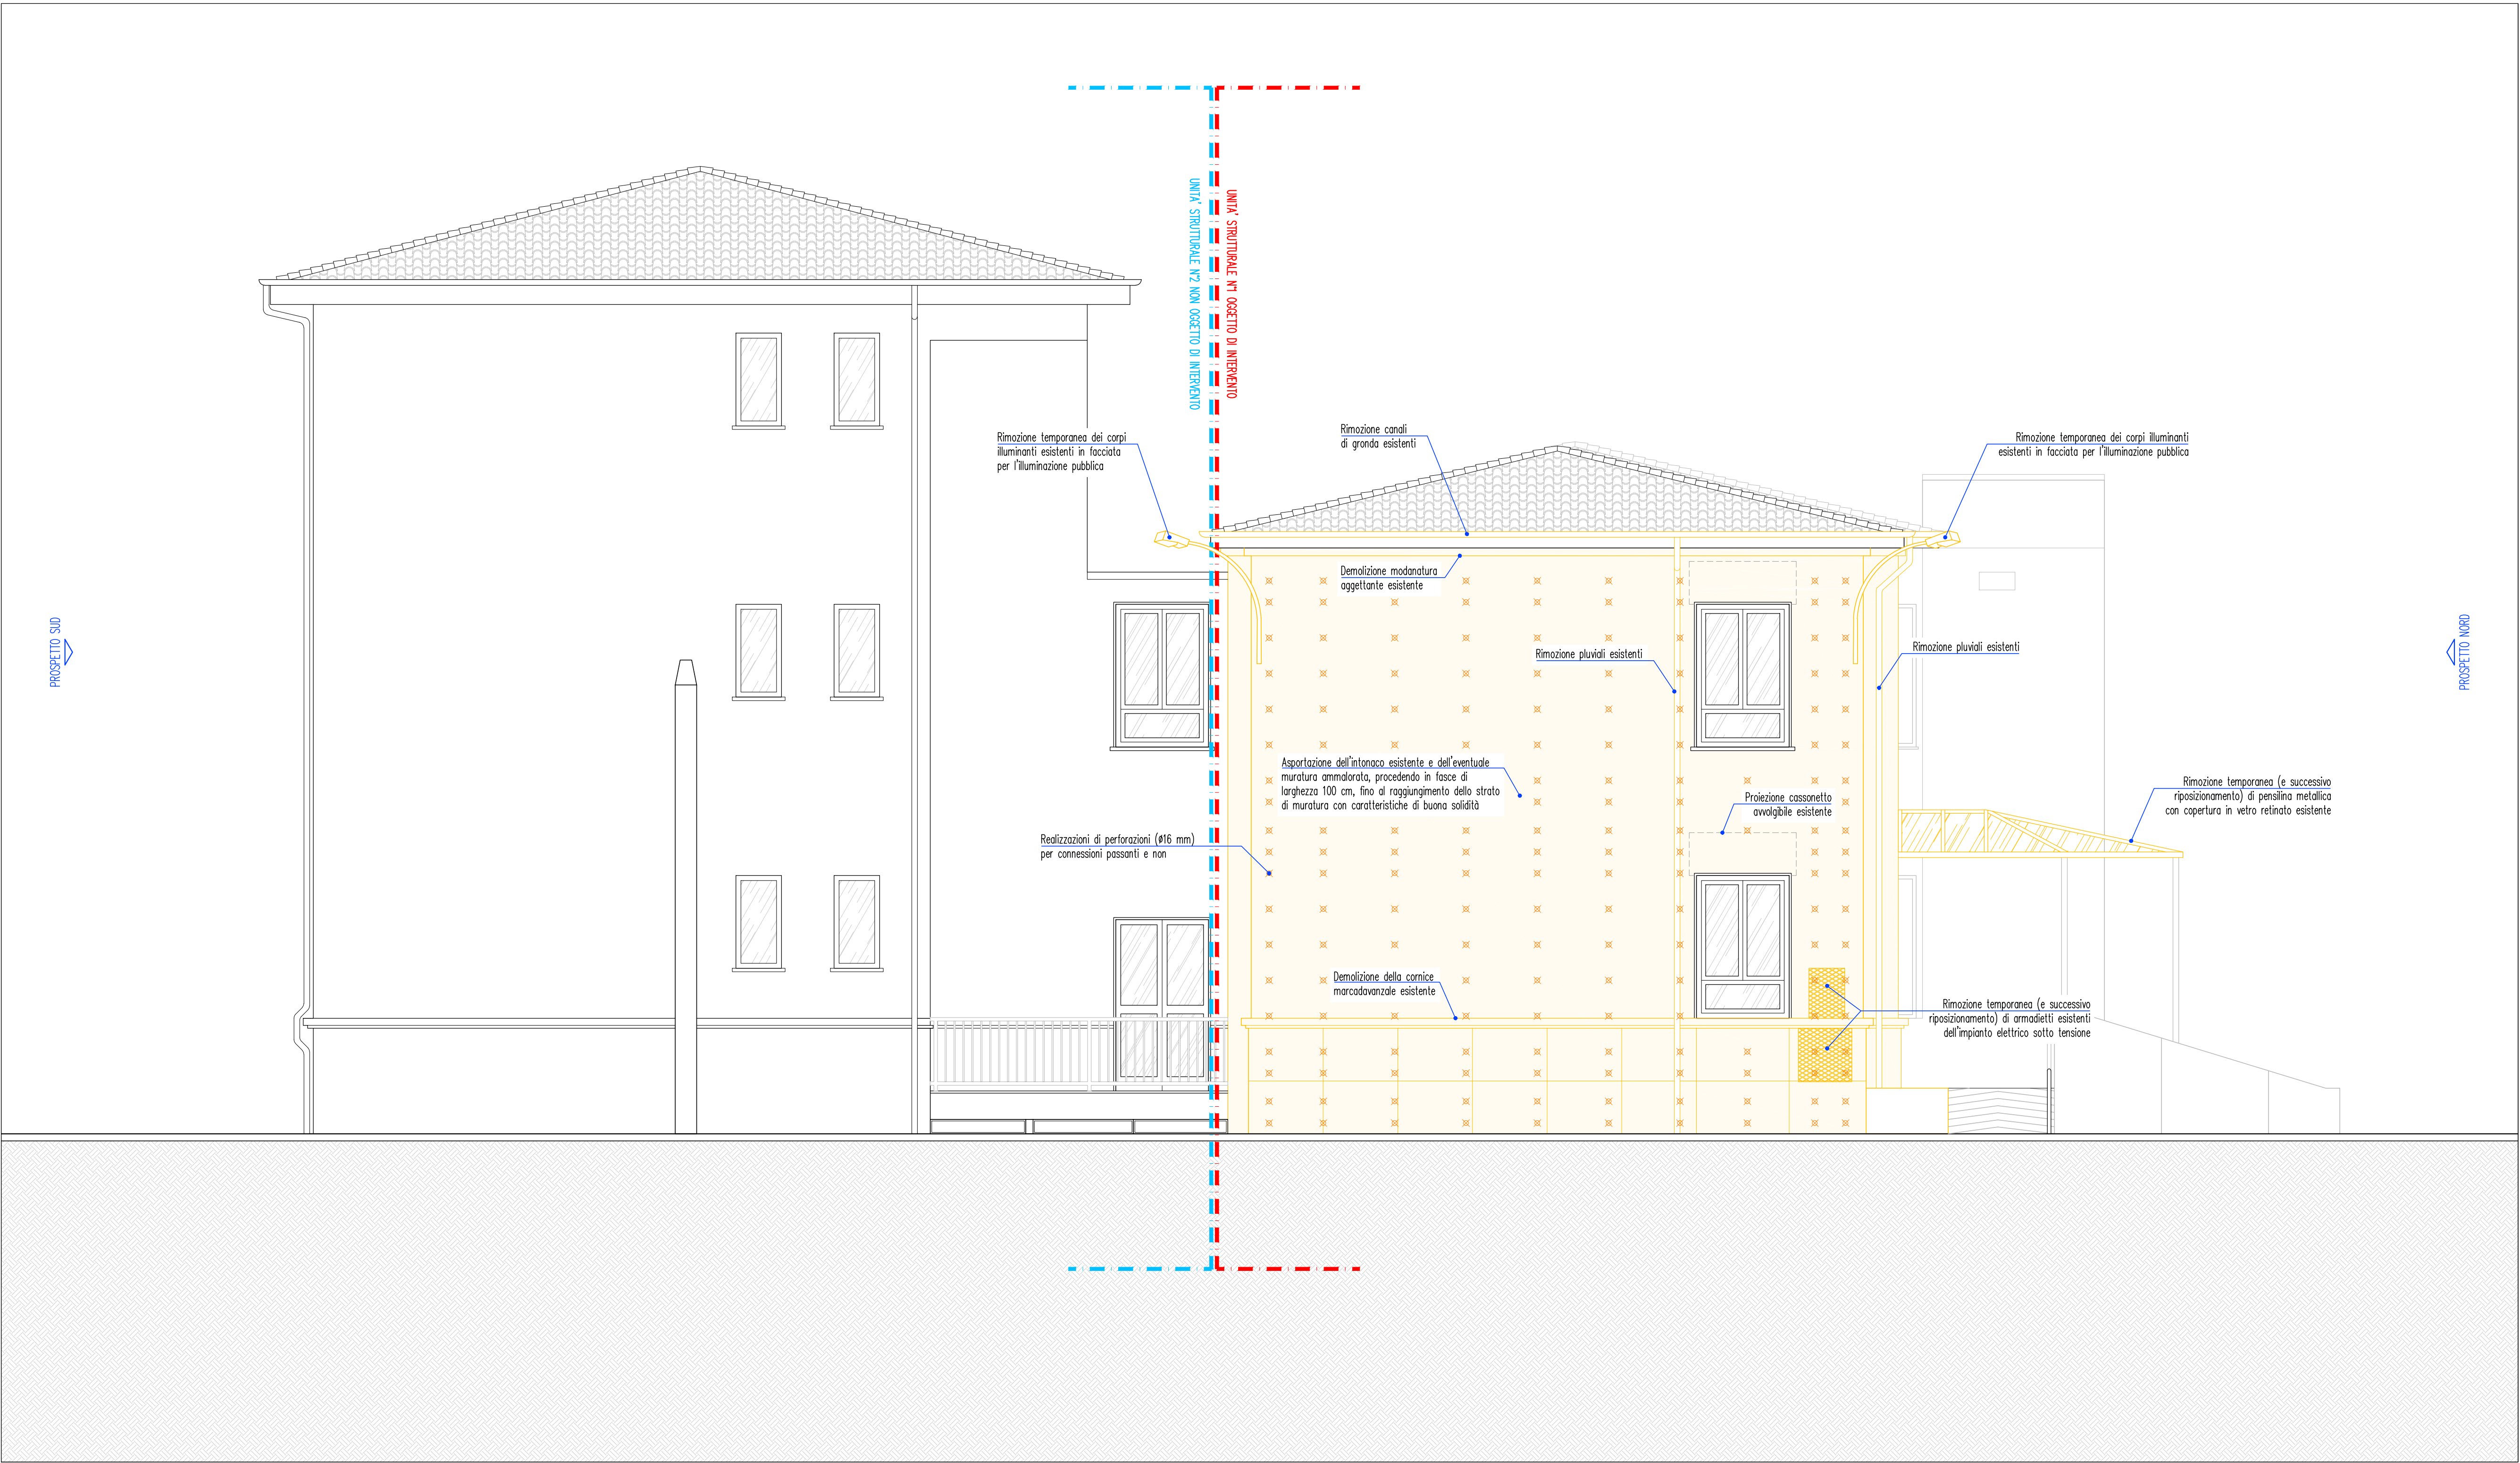 UNITA' STRUTTURALE N°2 NON OGGETTO DI INTERVENTO
UNITA' STRUTTURALE N°1 OGGETTO DI INTERVENTO
Rimozione temporanea dei corpi
illuminanti esistenti in facciata
per l'illuminazione pubblica
Rimozione canali
di gronda esistenti
Rimozione temporanea dei corpi illuminanti
esistenti in facciata per l'illuminazione pubblica
Demolizione modanatura
aggettante esistente
PROSPETTO SUD
PROSPETTO NORD
Rimozione pluviali esistenti
Rimozione pluviali esistenti
Asportazione dell'intonaco esistente e dell'eventuale
muratura ammalorata, procedendo in fasce di
larghezza 100 cm, fino al raggiungimento dello strato
di muratura con caratteristiche di buona solidità
Proiezione cassonetto
avvolgibile esistente
Rimozione temporanea (e successivo
riposizionamento) di pensilina metallica
con copertura in vetro retinato esistente
Realizzazioni di perforazioni (ø16 mm)
per connessioni passanti e non
Demolizione della cornice
marcadavanzale esistente
Rimozione temporanea (e successivo
riposizionamento) di armadietti esistenti
dell'impianto elettrico sotto tensione